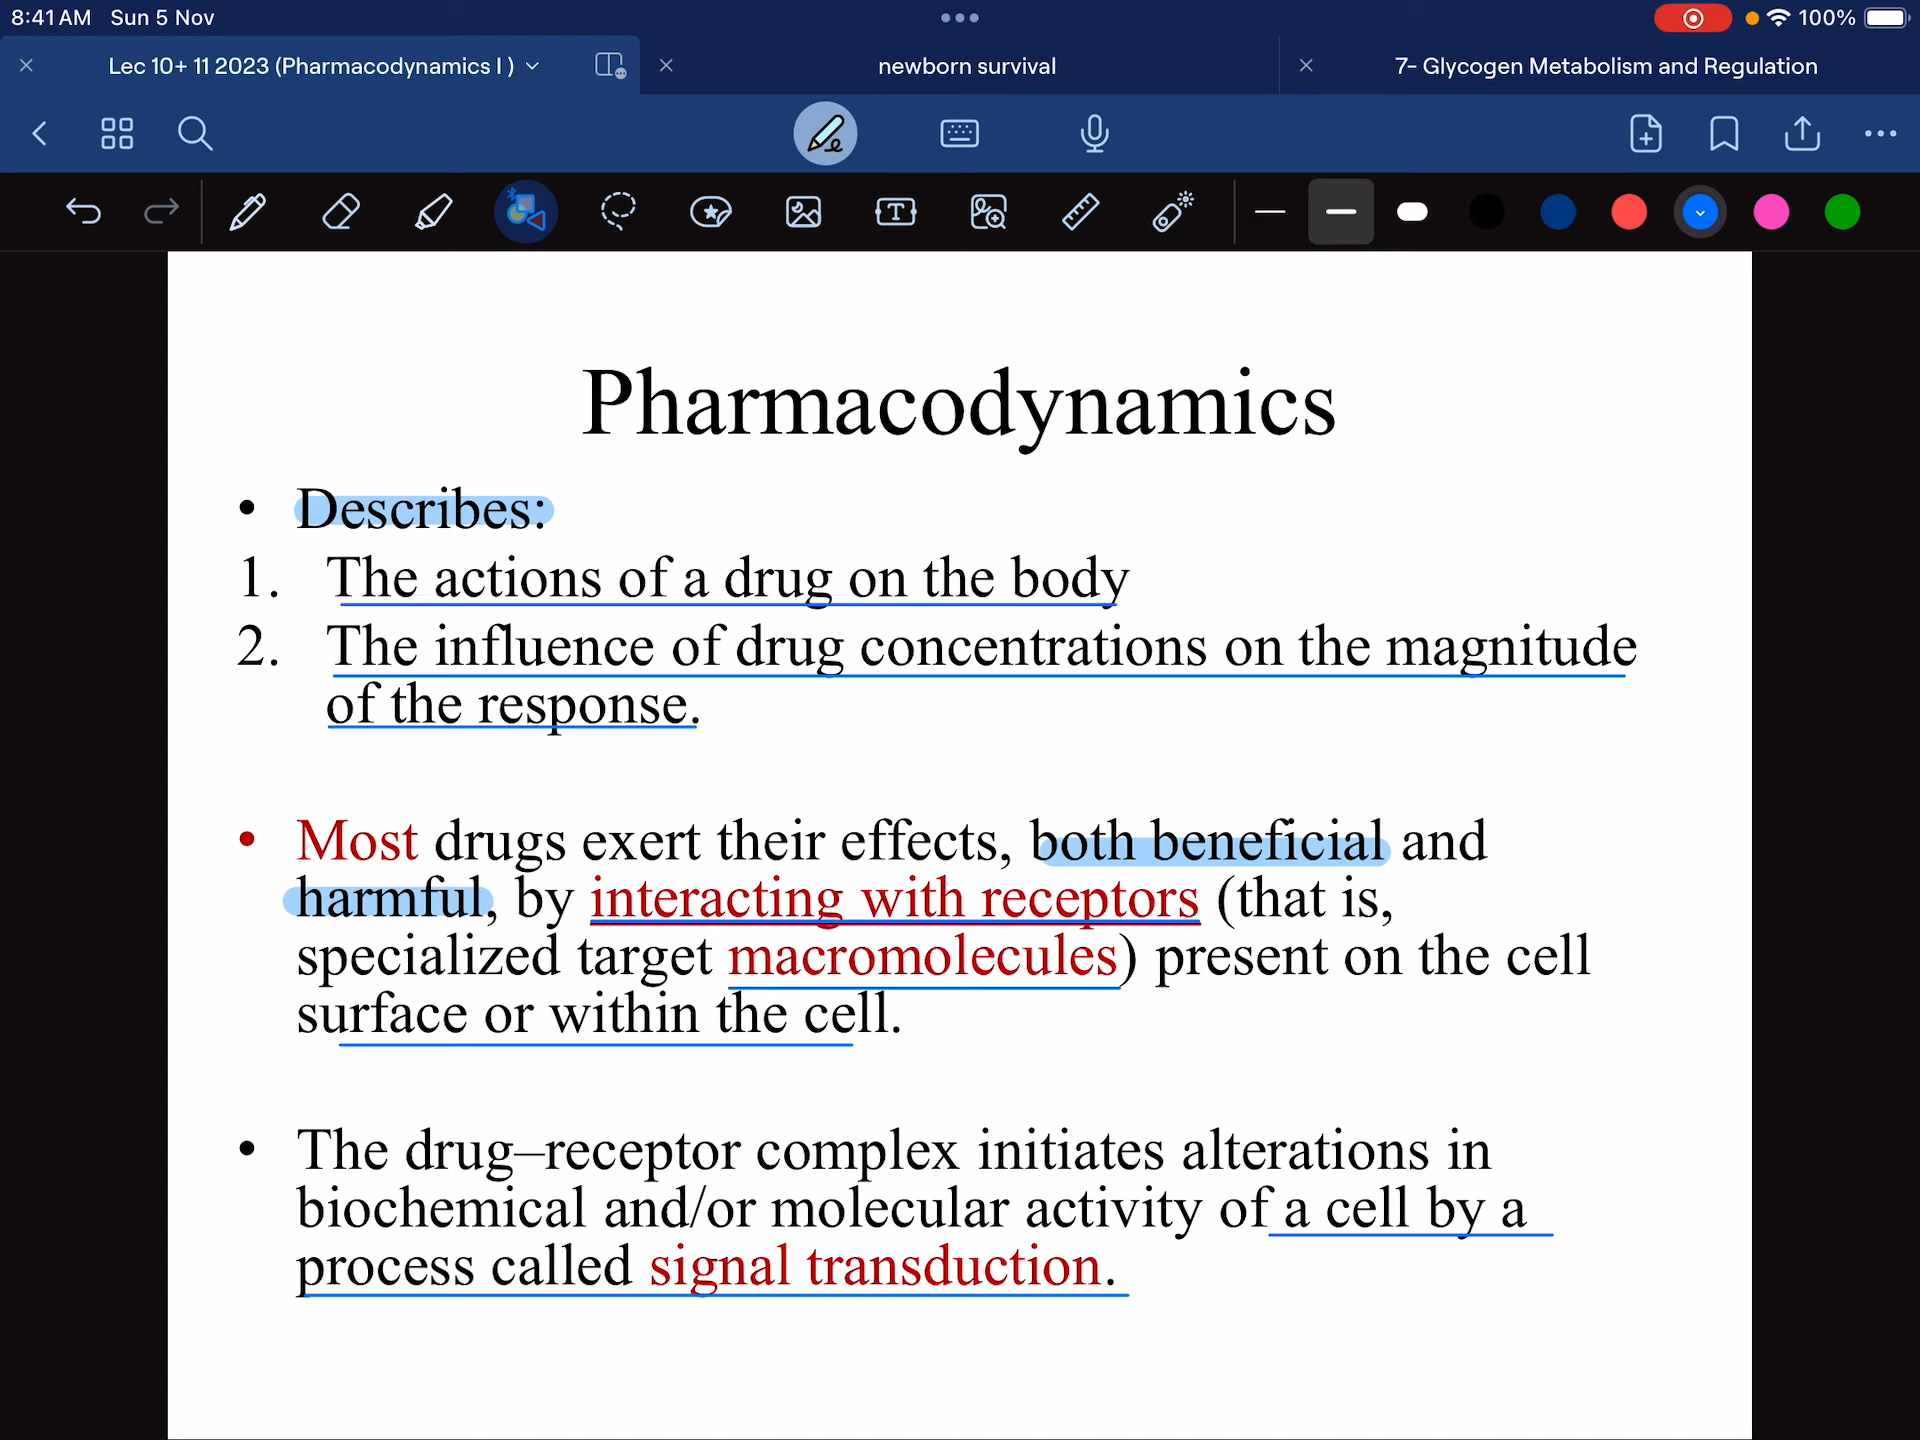 8:41 AM Sun 5 Nov
100%
Lec 10+ 11 2023 (Pharmacodynamics I )
newborn survival
7- Glycogen Metabolism and Regulation
Pharmacodynamics
• Describes:
1. The actions of a drug on the body
2. The influence of drug concentrations on the magnitude
of the response.
• Most drugs exert their effects, both beneficial and
harmful, by interacting with receptors (that is,
specialized target macromolecules) present on the cell
surface or within the cell.
• The drug–receptor complex initiates alterations in
biochemical and/or molecular activity of a cell by a
process called signal transduction.